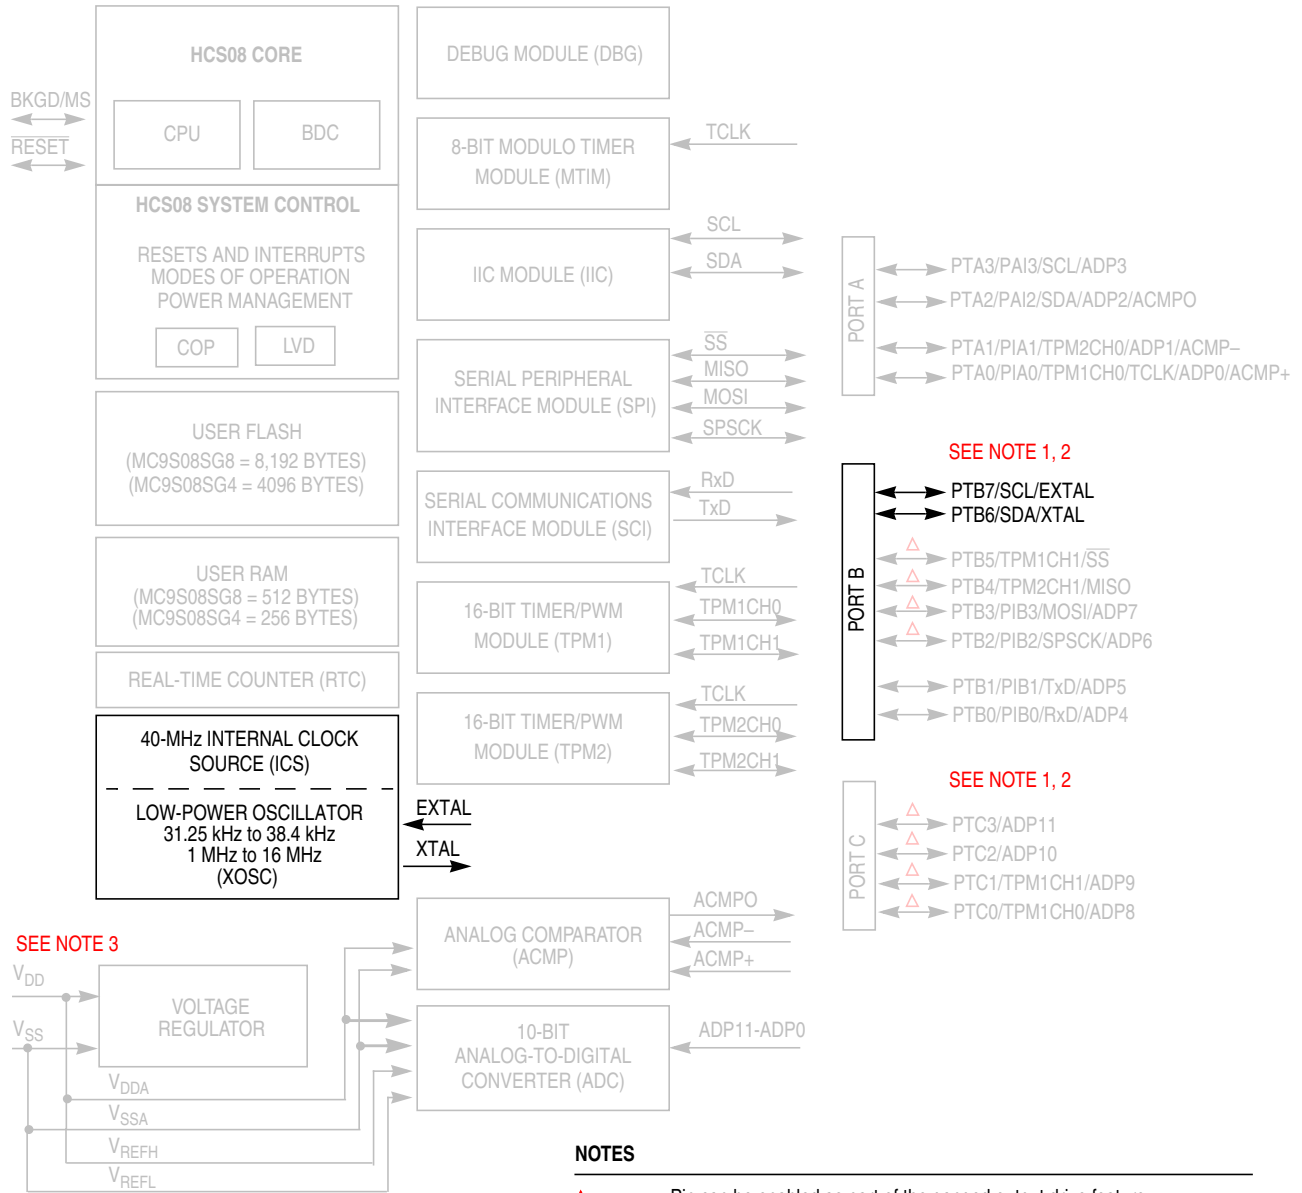 HCS08 CORE
CPU
BDC
BKGD/MS
RESET
HCS08 SYSTEM CONTROL
RESETS AND INTERRUPTS
MODES OF OPERATION
POWER MANAGEMENT
COP
LVD
USER FLASH
(MC9S08SG8 = 8,192 BYTES)
(MC9S08SG4 = 4096 BYTES)
USER RAM
(MC9S08SG8 = 512 BYTES)
(MC9S08SG4 = 256 BYTES)
REAL-TIME COUNTER (RTC)
40-MHz INTERNAL CLOCK
SOURCE (ICS)
LOW-POWER OSCILLATOR
31.25 kHz to 38.4 kHz
1 MHz to 16 MHz
(XOSC)
EXTAL
XTAL
SEE NOTE 3
VDD
VSS
VOLTAGE
REGULATOR
VDDA
VSSA
VREFH
VREFL
DEBUG MODULE (DBG)
8-BIT MODULO TIMER
MODULE (MTIM)
TCLK
IIC MODULE (IIC)
SCL
SDA
SERIAL PERIPHERAL
INTERFACE MODULE (SPI)
SS
MISO
MOSI
SPSCK
SERIAL COMMUNICATIONS
INTERFACE MODULE (SCI)
RxD
TxD
16-BIT TIMER/PWM
MODULE (TPM1)
TCLK
TPM1CH0
TPM1CH1
16-BIT TIMER/PWM
MODULE (TPM2)
TCLK
TPM2CH0
TPM2CH1
ANALOG COMPARATOR
(ACMP)
ACMPO
ACMP–
ACMP+
10-BIT
ANALOG-TO-DIGITAL
CONVERTER (ADC)
ADP11-ADP0
PORT A
PTA3/PAI3/SCL/ADP3
PTA2/PAI2/SDA/ADP2/ACMPO
PTA1/PIA1/TPM2CH0/ADP1/ACMP–
PTA0/PIA0/TPM1CH0/TCLK/ADP0/ACMP+
SEE NOTE 1, 2
PORT B
PTB7/SCL/EXTAL
PTB6/SDA/XTAL
PTB5/TPM1CH1/SS
PTB4/TPM2CH1/MISO
PTB3/PIB3/MOSI/ADP7
PTB2/PIB2/SPSCK/ADP6
PTB1/PIB1/TxD/ADP5
PTB0/PIB0/RxD/ADP4
SEE NOTE 1, 2
PORT C
PTC3/ADP11
PTC2/ADP10
PTC1/TPM1CH1/ADP9
PTC0/TPM1CH0/ADP8
NOTES